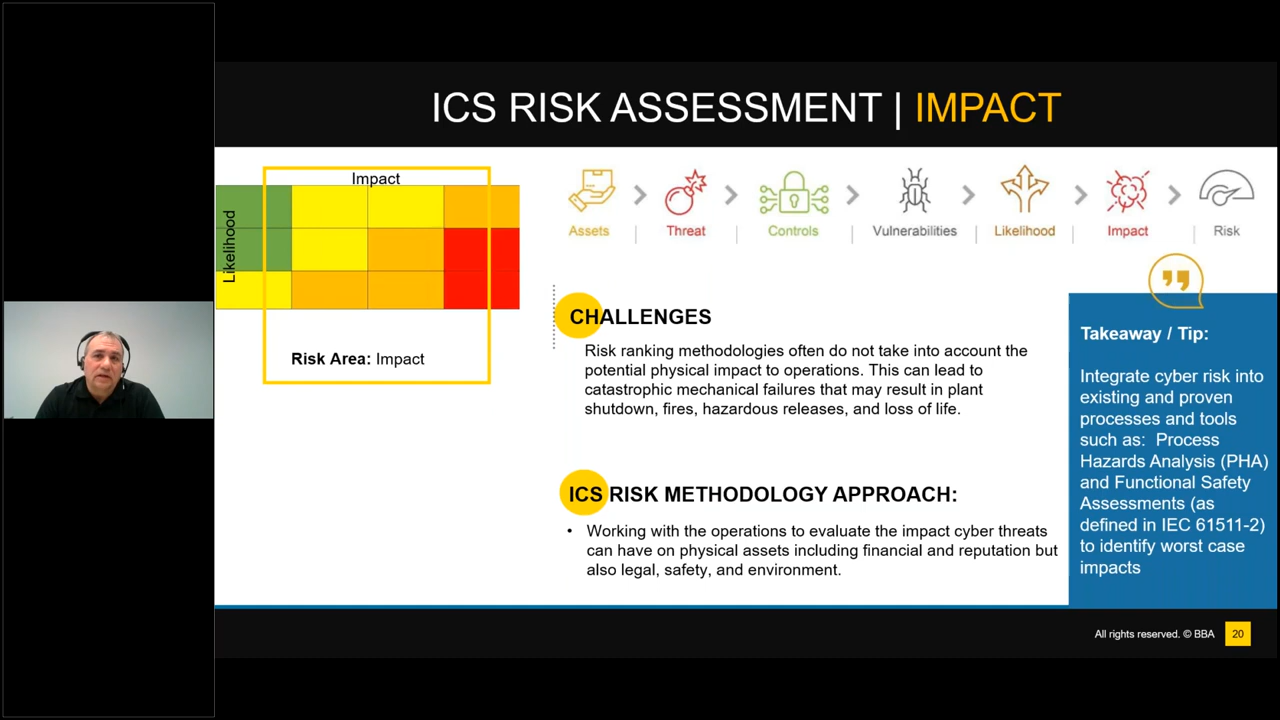 ICS RISK ASSESSMENT | IMPACT
Impact
Likelihood
Risk Area: Impact
Assets
Threat
Controls
Vulnerabilities
Likelihood
Impact
Risk
CHALLENGES
Risk ranking methodologies often do not take into account the
potential physical impact to operations. This can lead to
catastrophic mechanical failures that may result in plant
shutdown, fires, hazardous releases, and loss of life.
ICS RISK METHODOLOGY APPROACH:
• Working with the operations to evaluate the impact cyber threats
can have on physical assets including financial and reputation but
also legal, safety, and environment.
Takeaway / Tip:
Integrate cyber risk into
existing and proven
processes and tools
such as: Process
Hazards Analysis (PHA)
and Functional Safety
Assessments (as
defined in IEC 61511-2)
to identify worst case
impacts
All rights reserved. © BBA
20